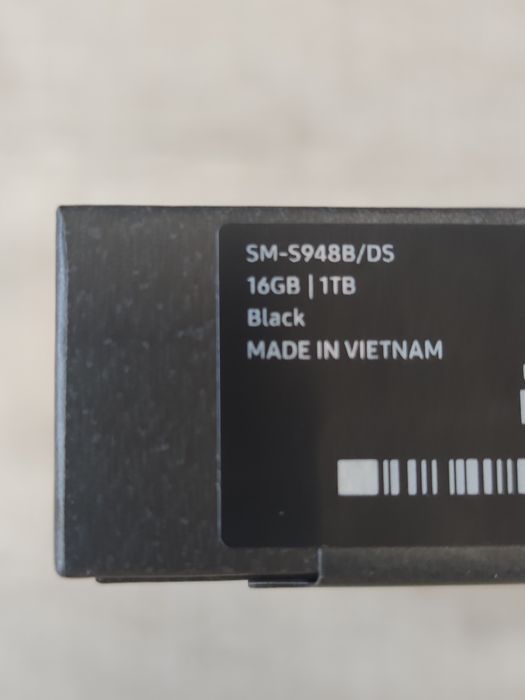 SM-S948B/DS
16GB | 1TB
Black
MADE IN VIETNAM